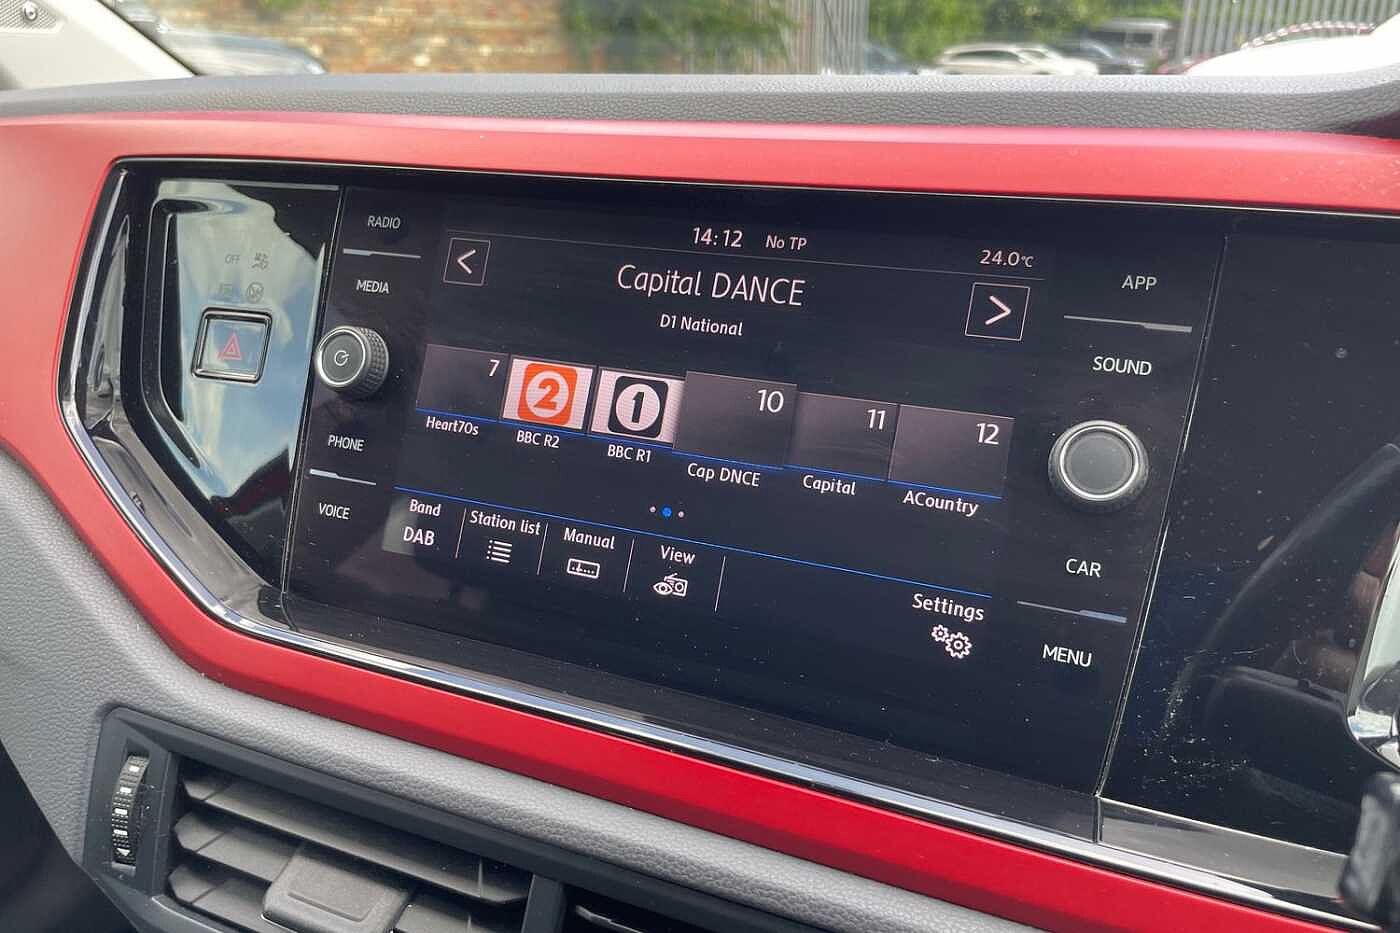 RADIO
MEDIA
PHONE
VOICE
OFF
14:12 No TP 24.0°C
<
Capital DANCE
>
D1 National
7
2
1
10
11
12
Heart70s
BBC R2
BBC R1
Cap DNCE
Capital
ACountry
Band
DAB
Station list
Manual
View
Settings
APP
SOUND
CAR
MENU